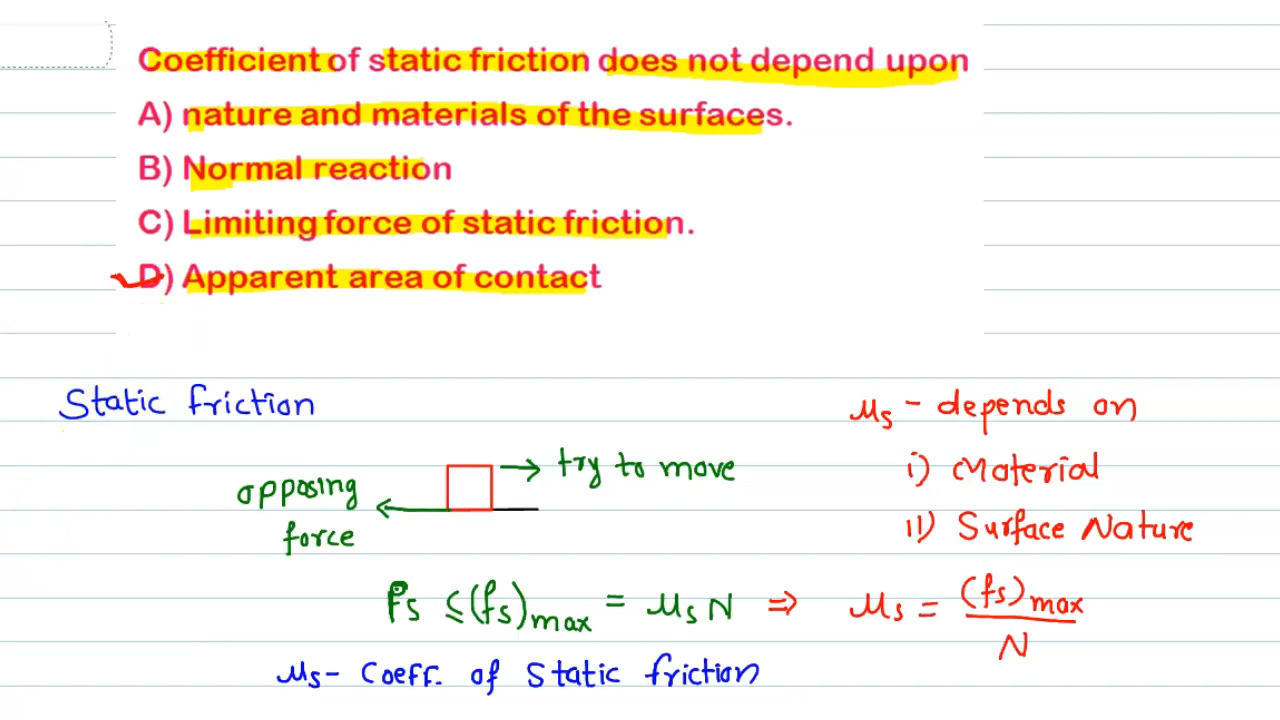 Coefficient of static friction does not depend upon
A) nature and materials of the surfaces.
B) Normal reaction
C) Limiting force of static friction.
D) Apparent area of contact
Static friction
μs - depends on
try to move
i) Material
opposing
force
ii) Surface Nature
Fs ≤ (fs)max = μs N ⇒ μs = (fs)max / N
μs - Coeff. of Static friction